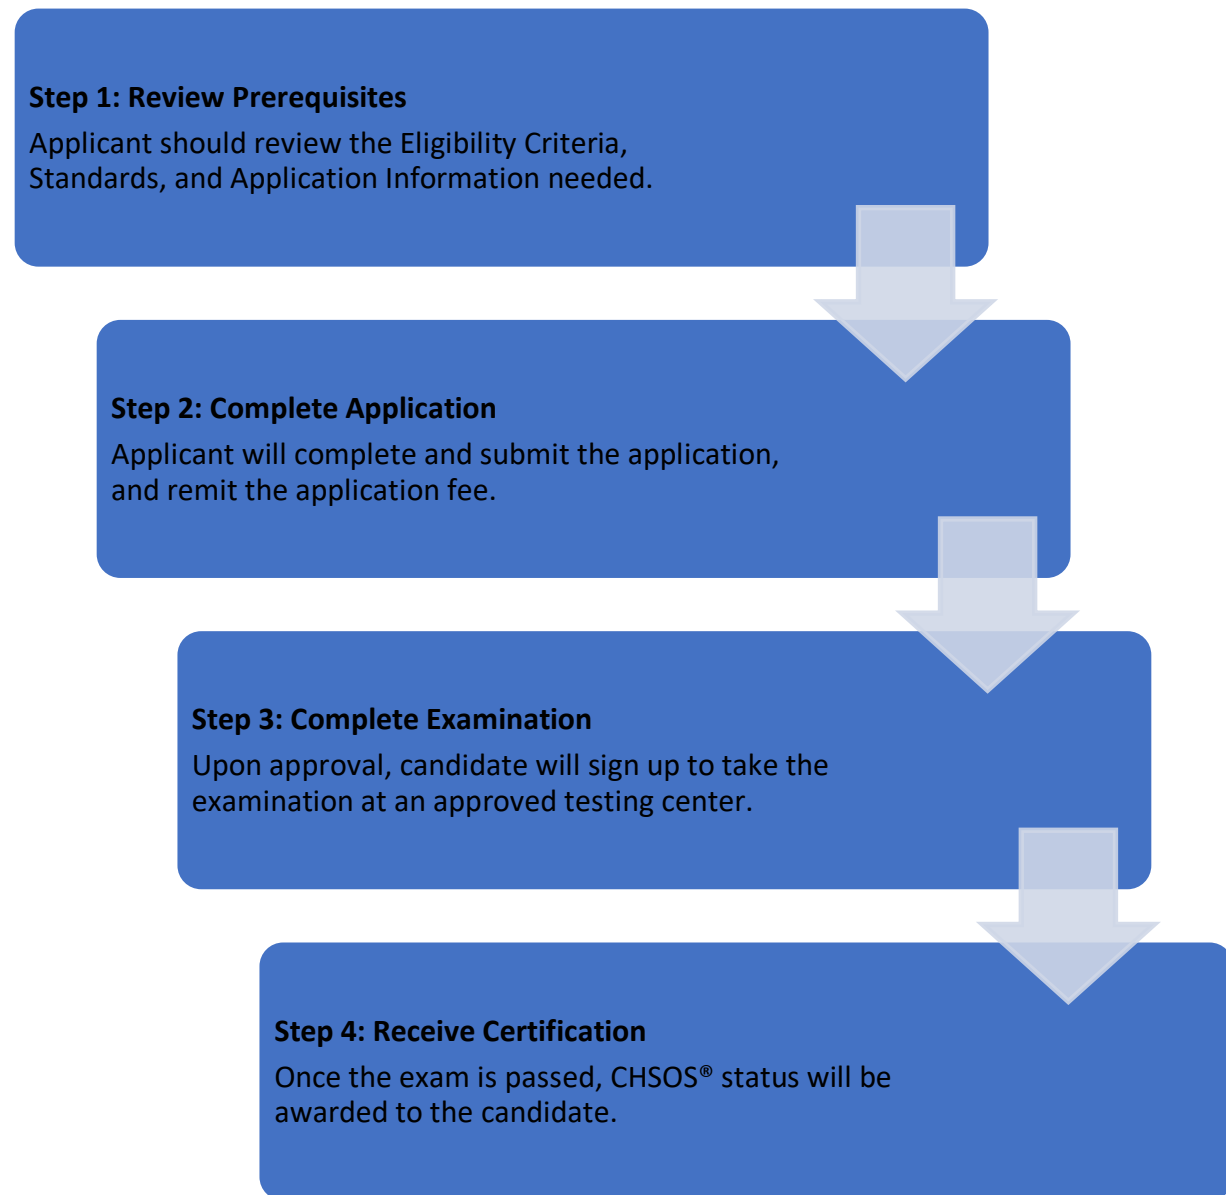 Step 1: Review Prerequisites
Applicant should review the Eligibility Criteria,
Standards, and Application Information needed.
Step 2: Complete Application
Applicant will complete and submit the application,
and remit the application fee.
Step 3: Complete Examination
Upon approval, candidate will sign up to take the
examination at an approved testing center.
Step 4: Receive Certification
Once the exam is passed, CHSOS® status will be
awarded to the candidate.